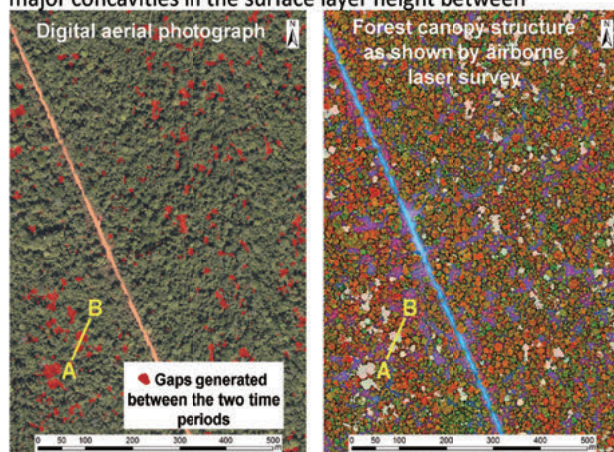 major concavities in the surface layer height between
Digital aerial photograph
N
B
A
Gaps generated
between the two time
periods
0 50 100 200 300 400 500
m
Forest canopy structure
as shown by airborne
laser survey
N
B
A
0 50 100 200 300 400 500
m